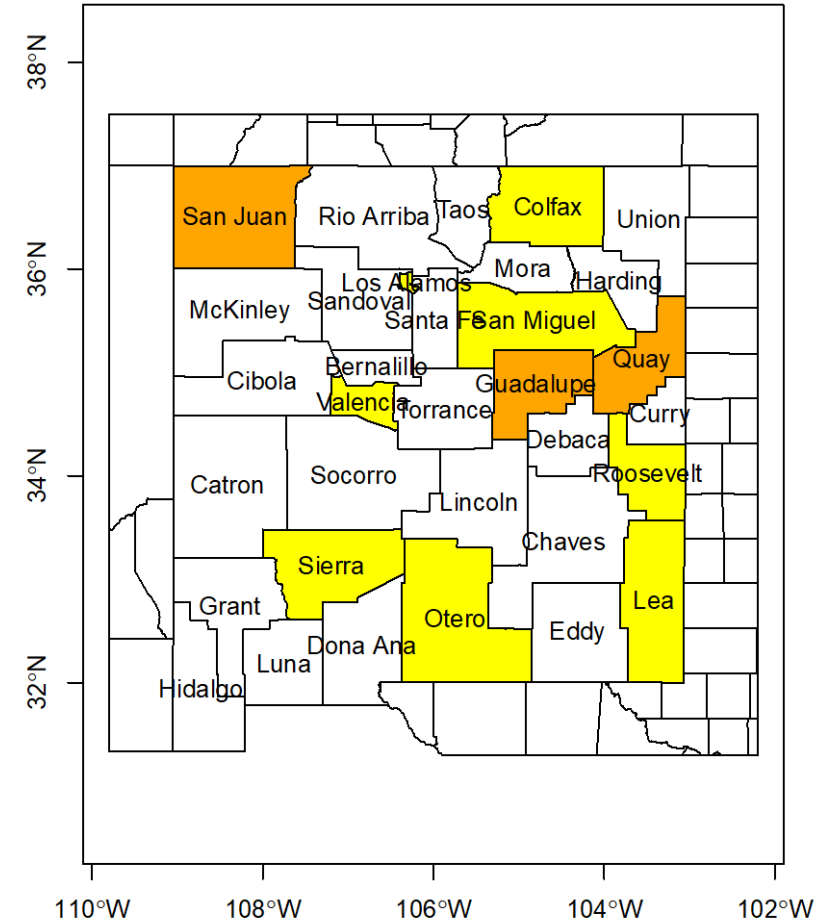 38°N
36°N
34°N
32°N
San Juan
Rio Arriba
Taos
Colfax
Union
Mora
Harding
Los Alamos
McKinley
Sandoval
Santa Fe
San Miguel
Bernalillo
Quay
Cibola
Guadalupe
Valencia
Torrance
Curry
Debaca
Catron
Socorro
Roosevelt
Lincoln
Chaves
Sierra
Grant
Otero
Lea
Eddy
Dona Ana
Luna
Hidalgo
110°W
108°W
106°W
104°W
102°W